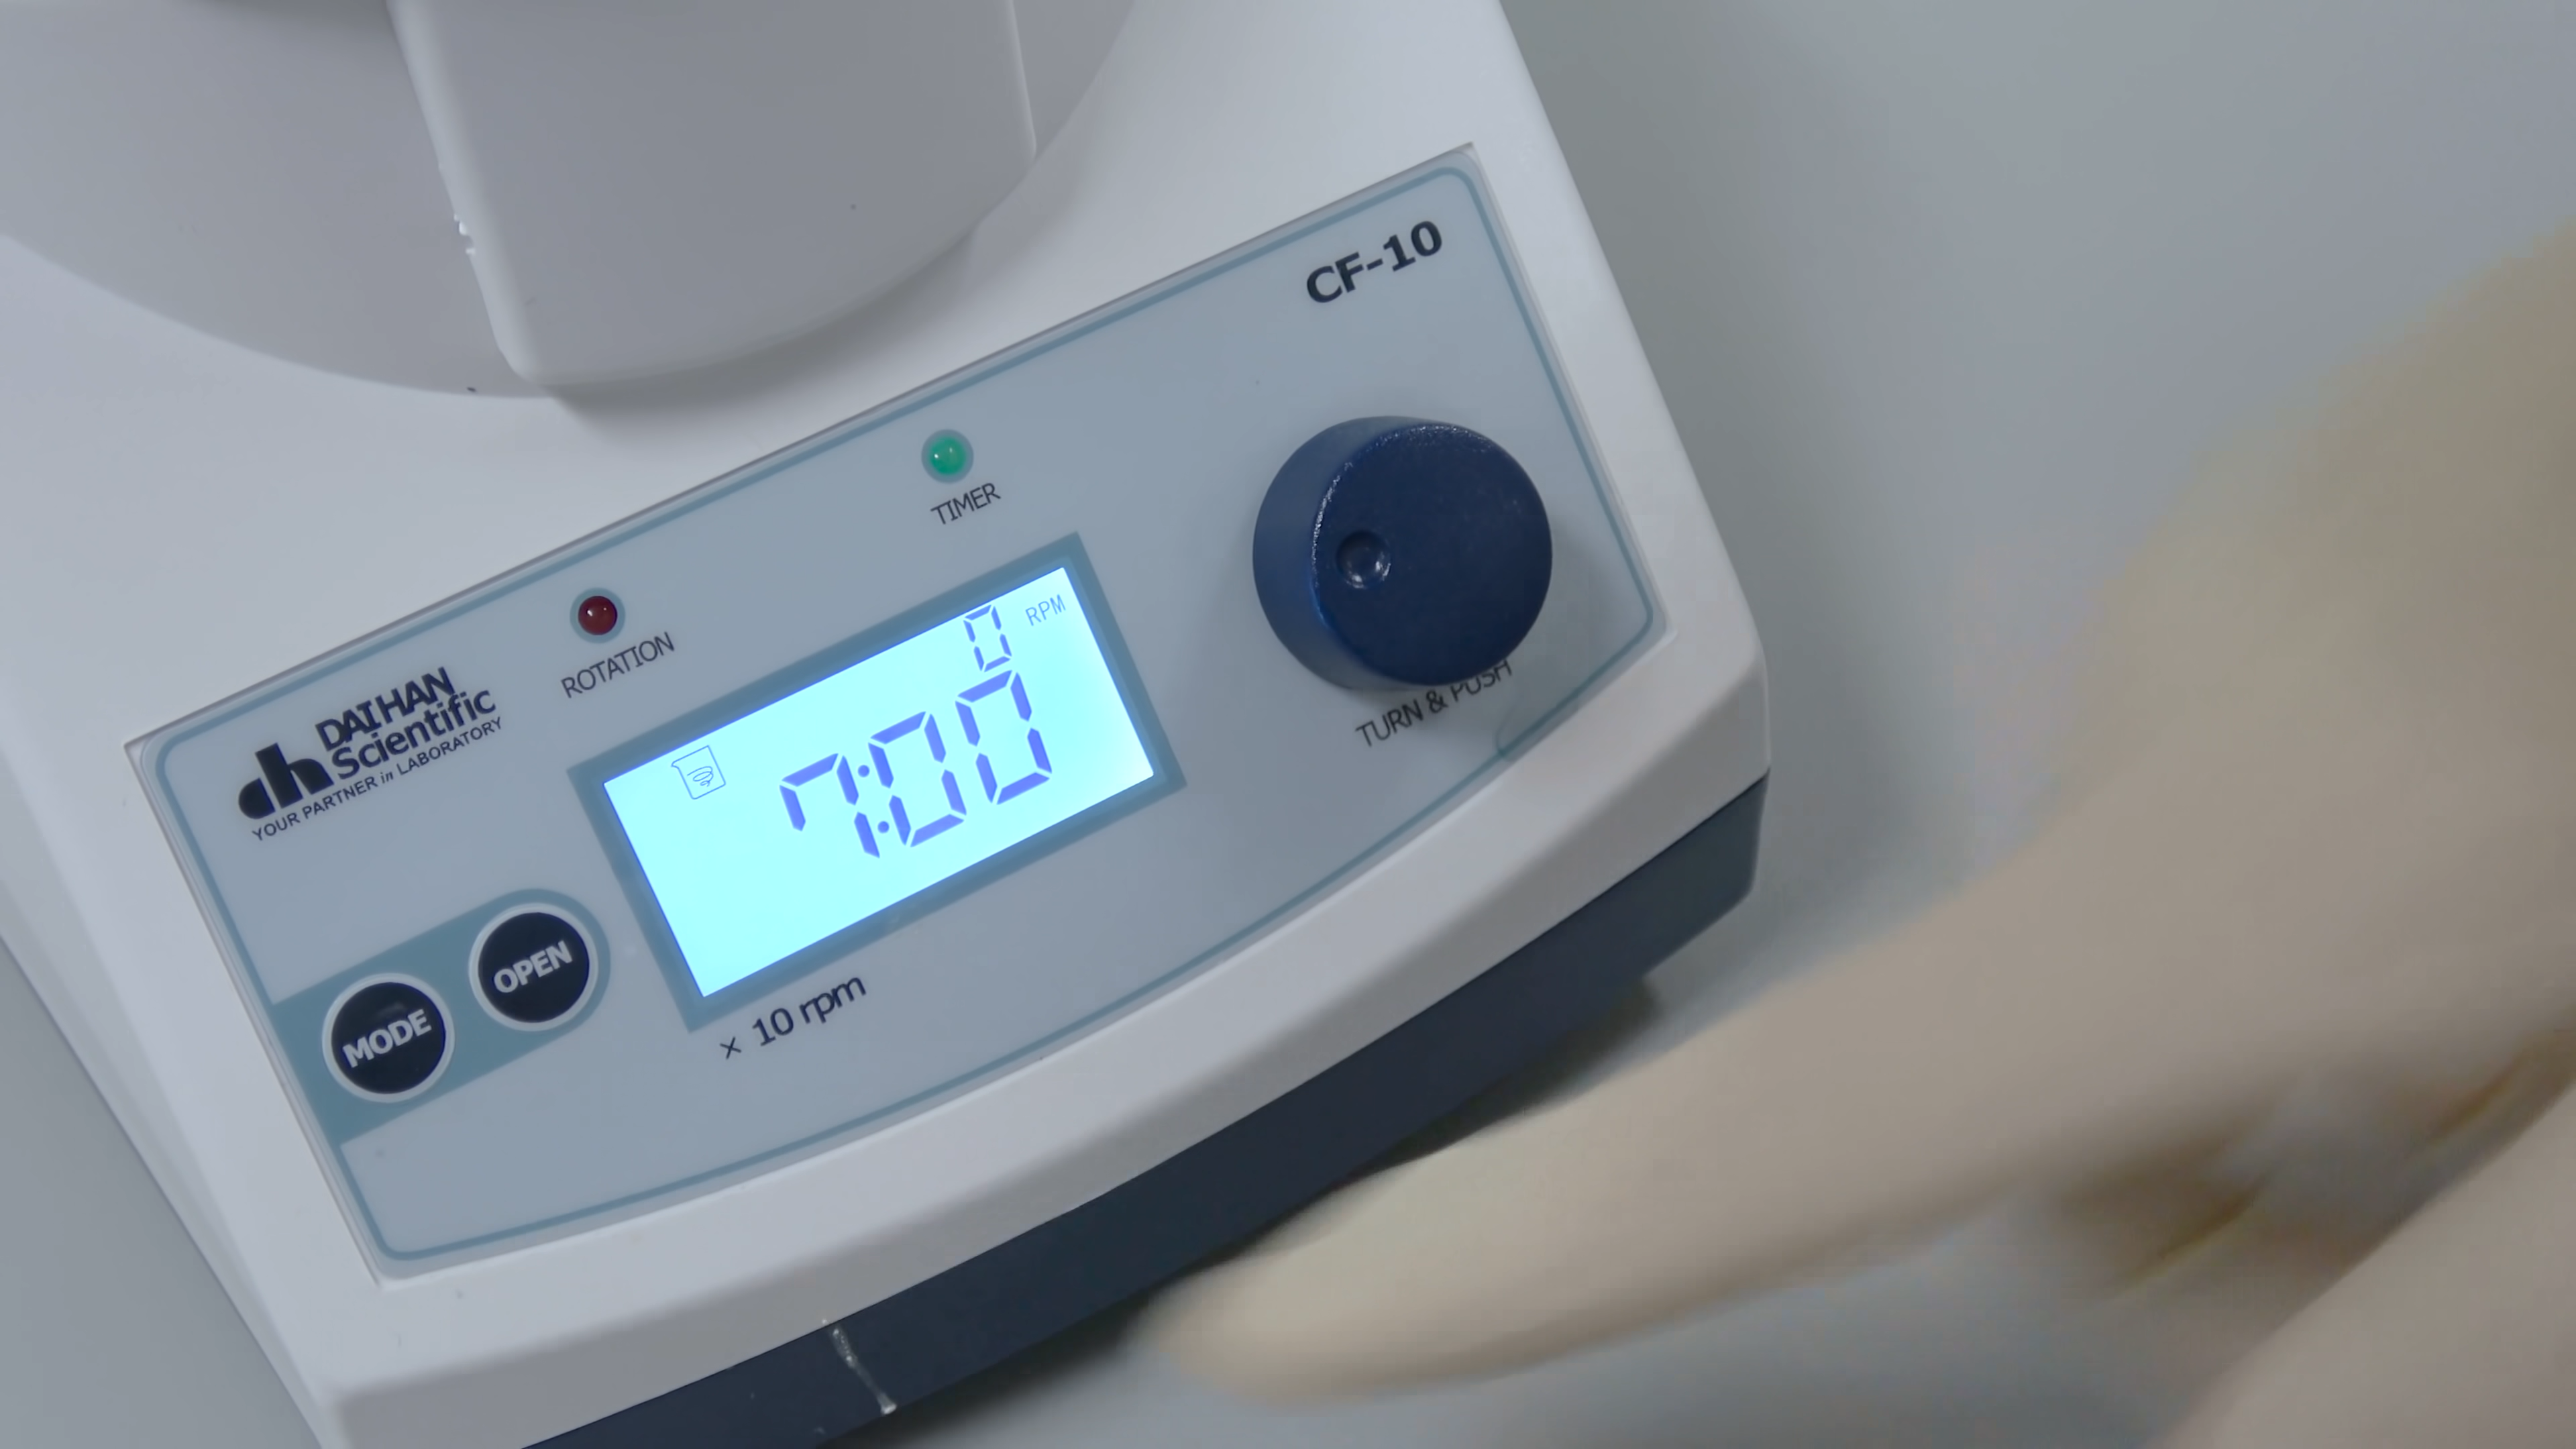 CF-10
TIMER
ROTATION
0 RPM
7:00
TURN & PUSH
DAIHAN
Scientific
YOUR PARTNER in LABORATORY
OPEN
MODE
× 10 rpm